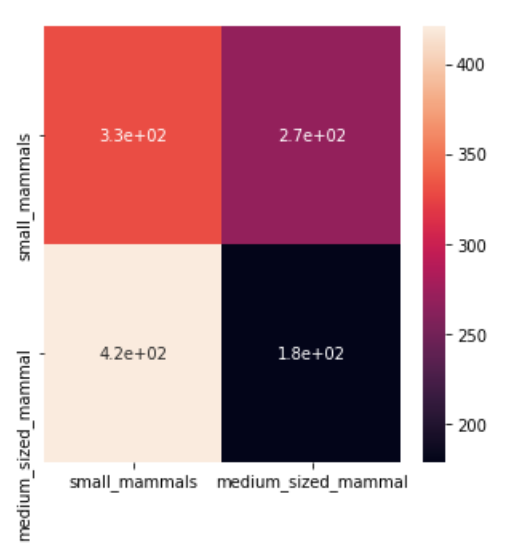 small_mammals
medium_sized_mammal
3.3e+02
2.7e+02
4.2e+02
1.8e+02
small_mammals
medium_sized_mammal
400
350
300
250
200